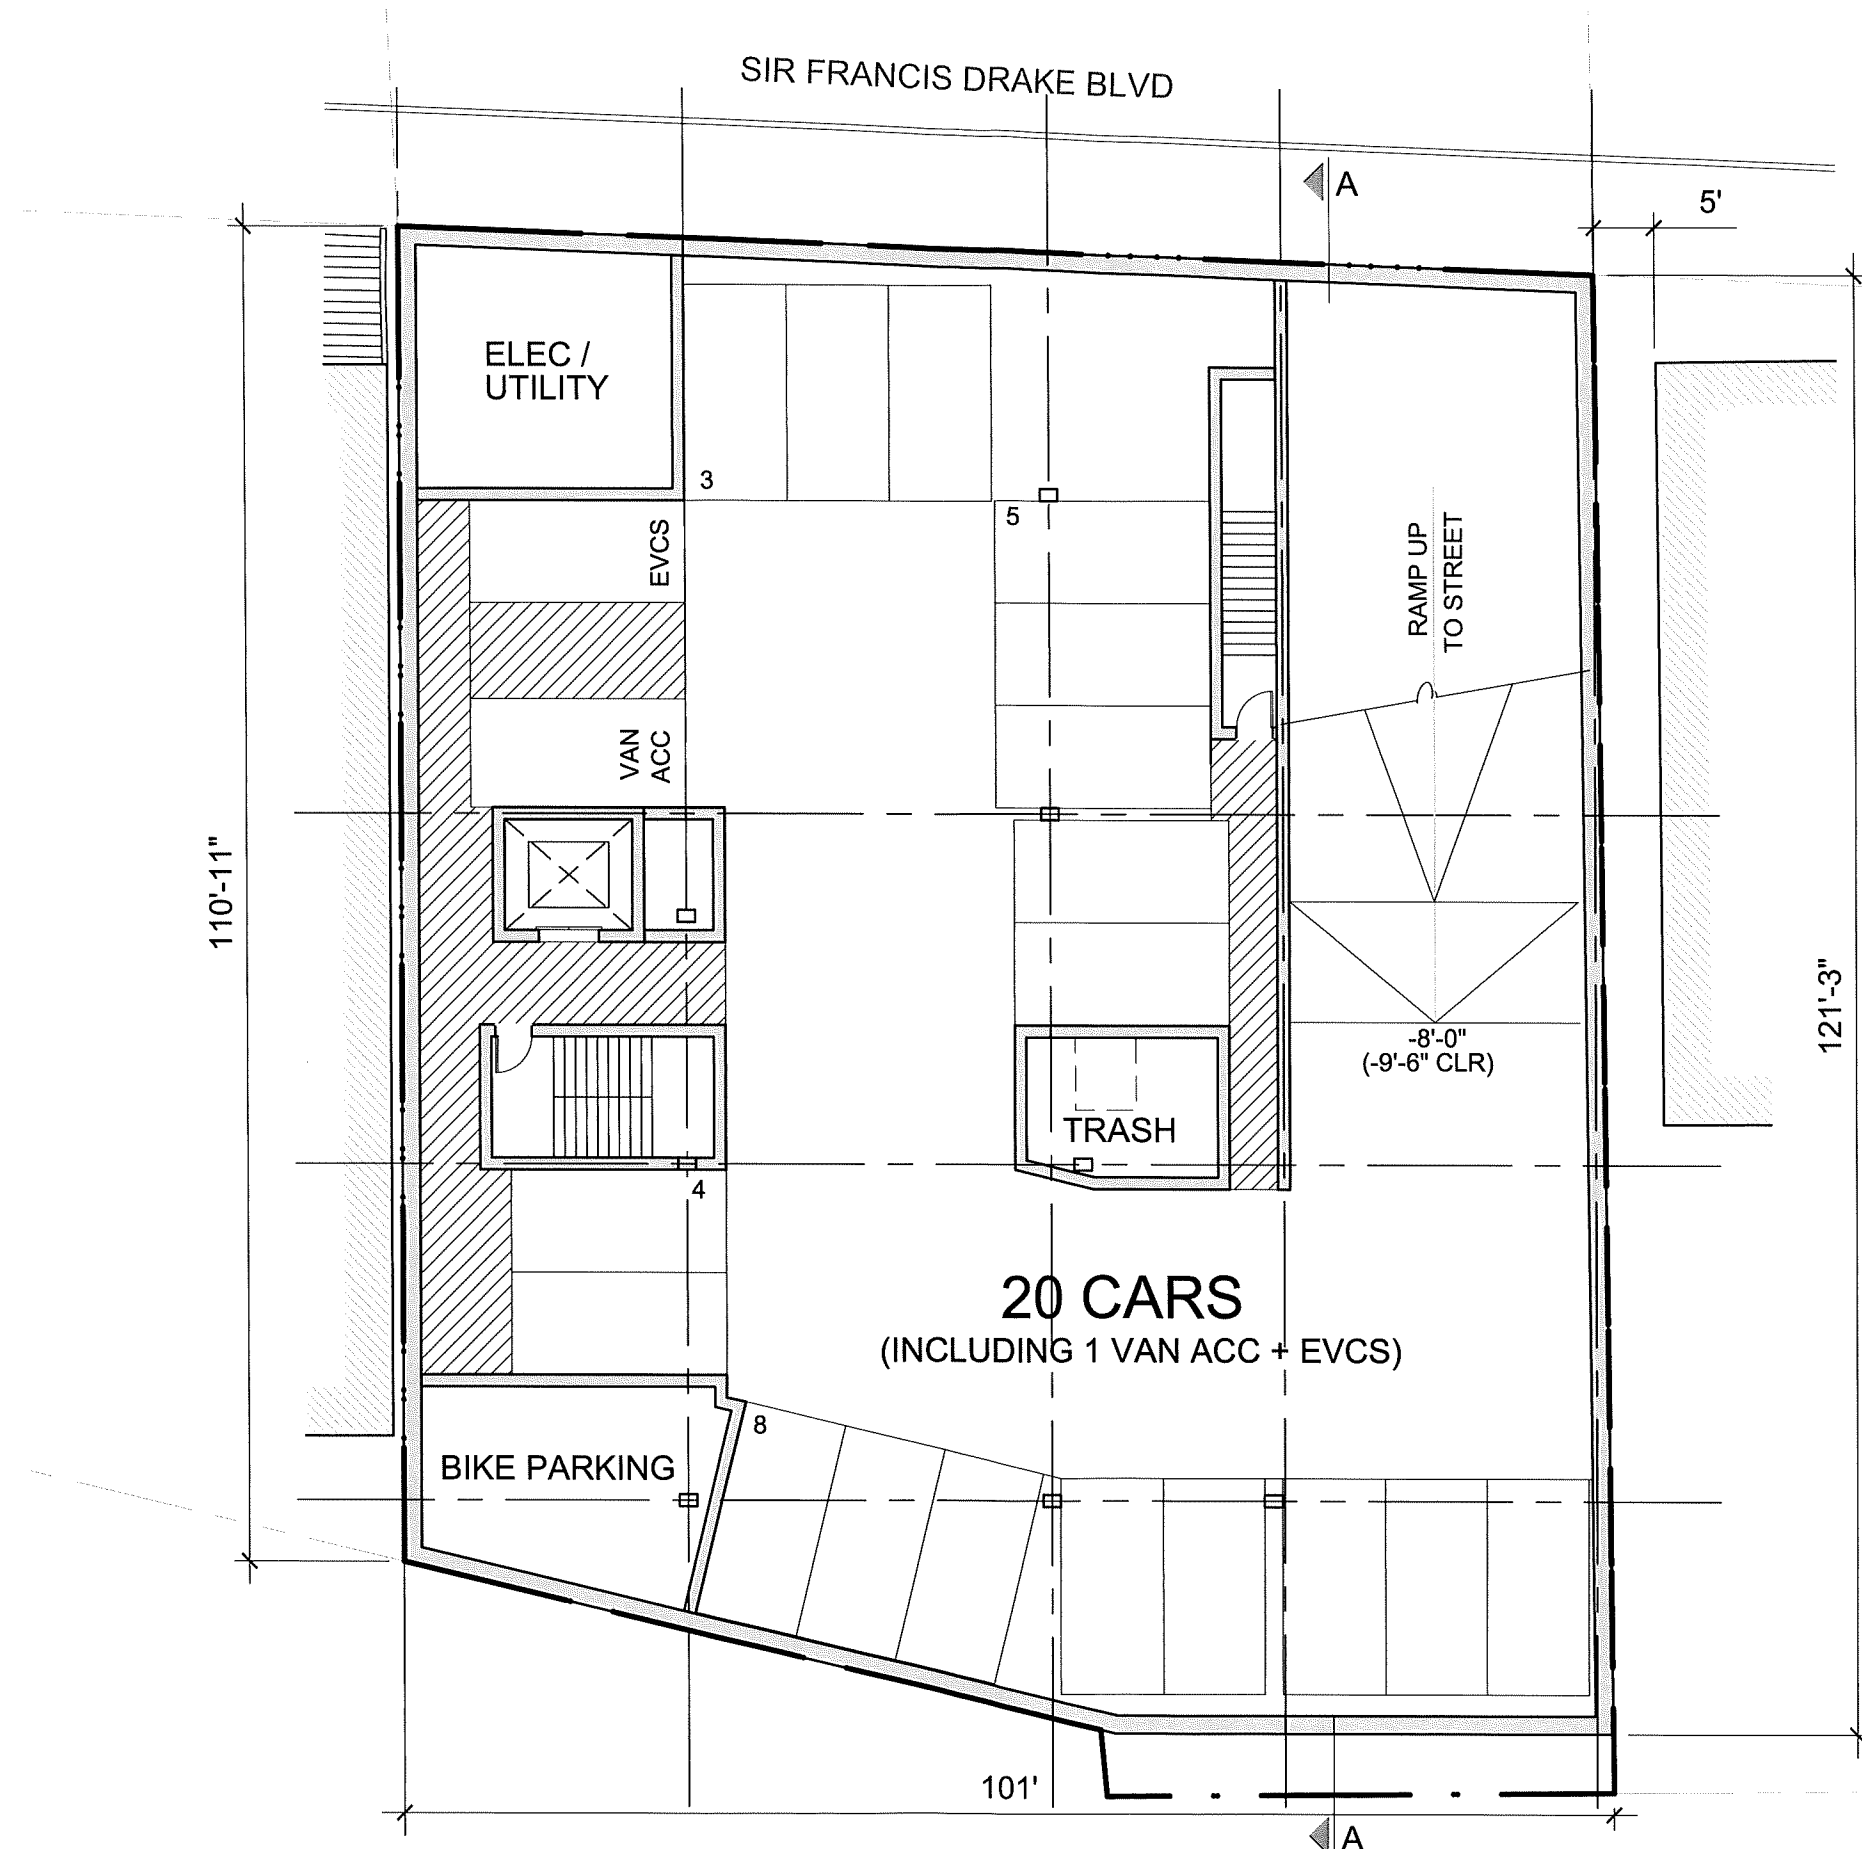 SIR FRANCIS DRAKE BLVD
A
5'
ELEC /
UTILITY
3
5
EVCS
RAMP UP
TO STREET
VAN
ACC
110'-11"
121'-3"
-8'-0"
(-9'-6" CLR)
TRASH
4
20 CARS
(INCLUDING 1 VAN ACC + EVCS)
8
BIKE PARKING
101'
A